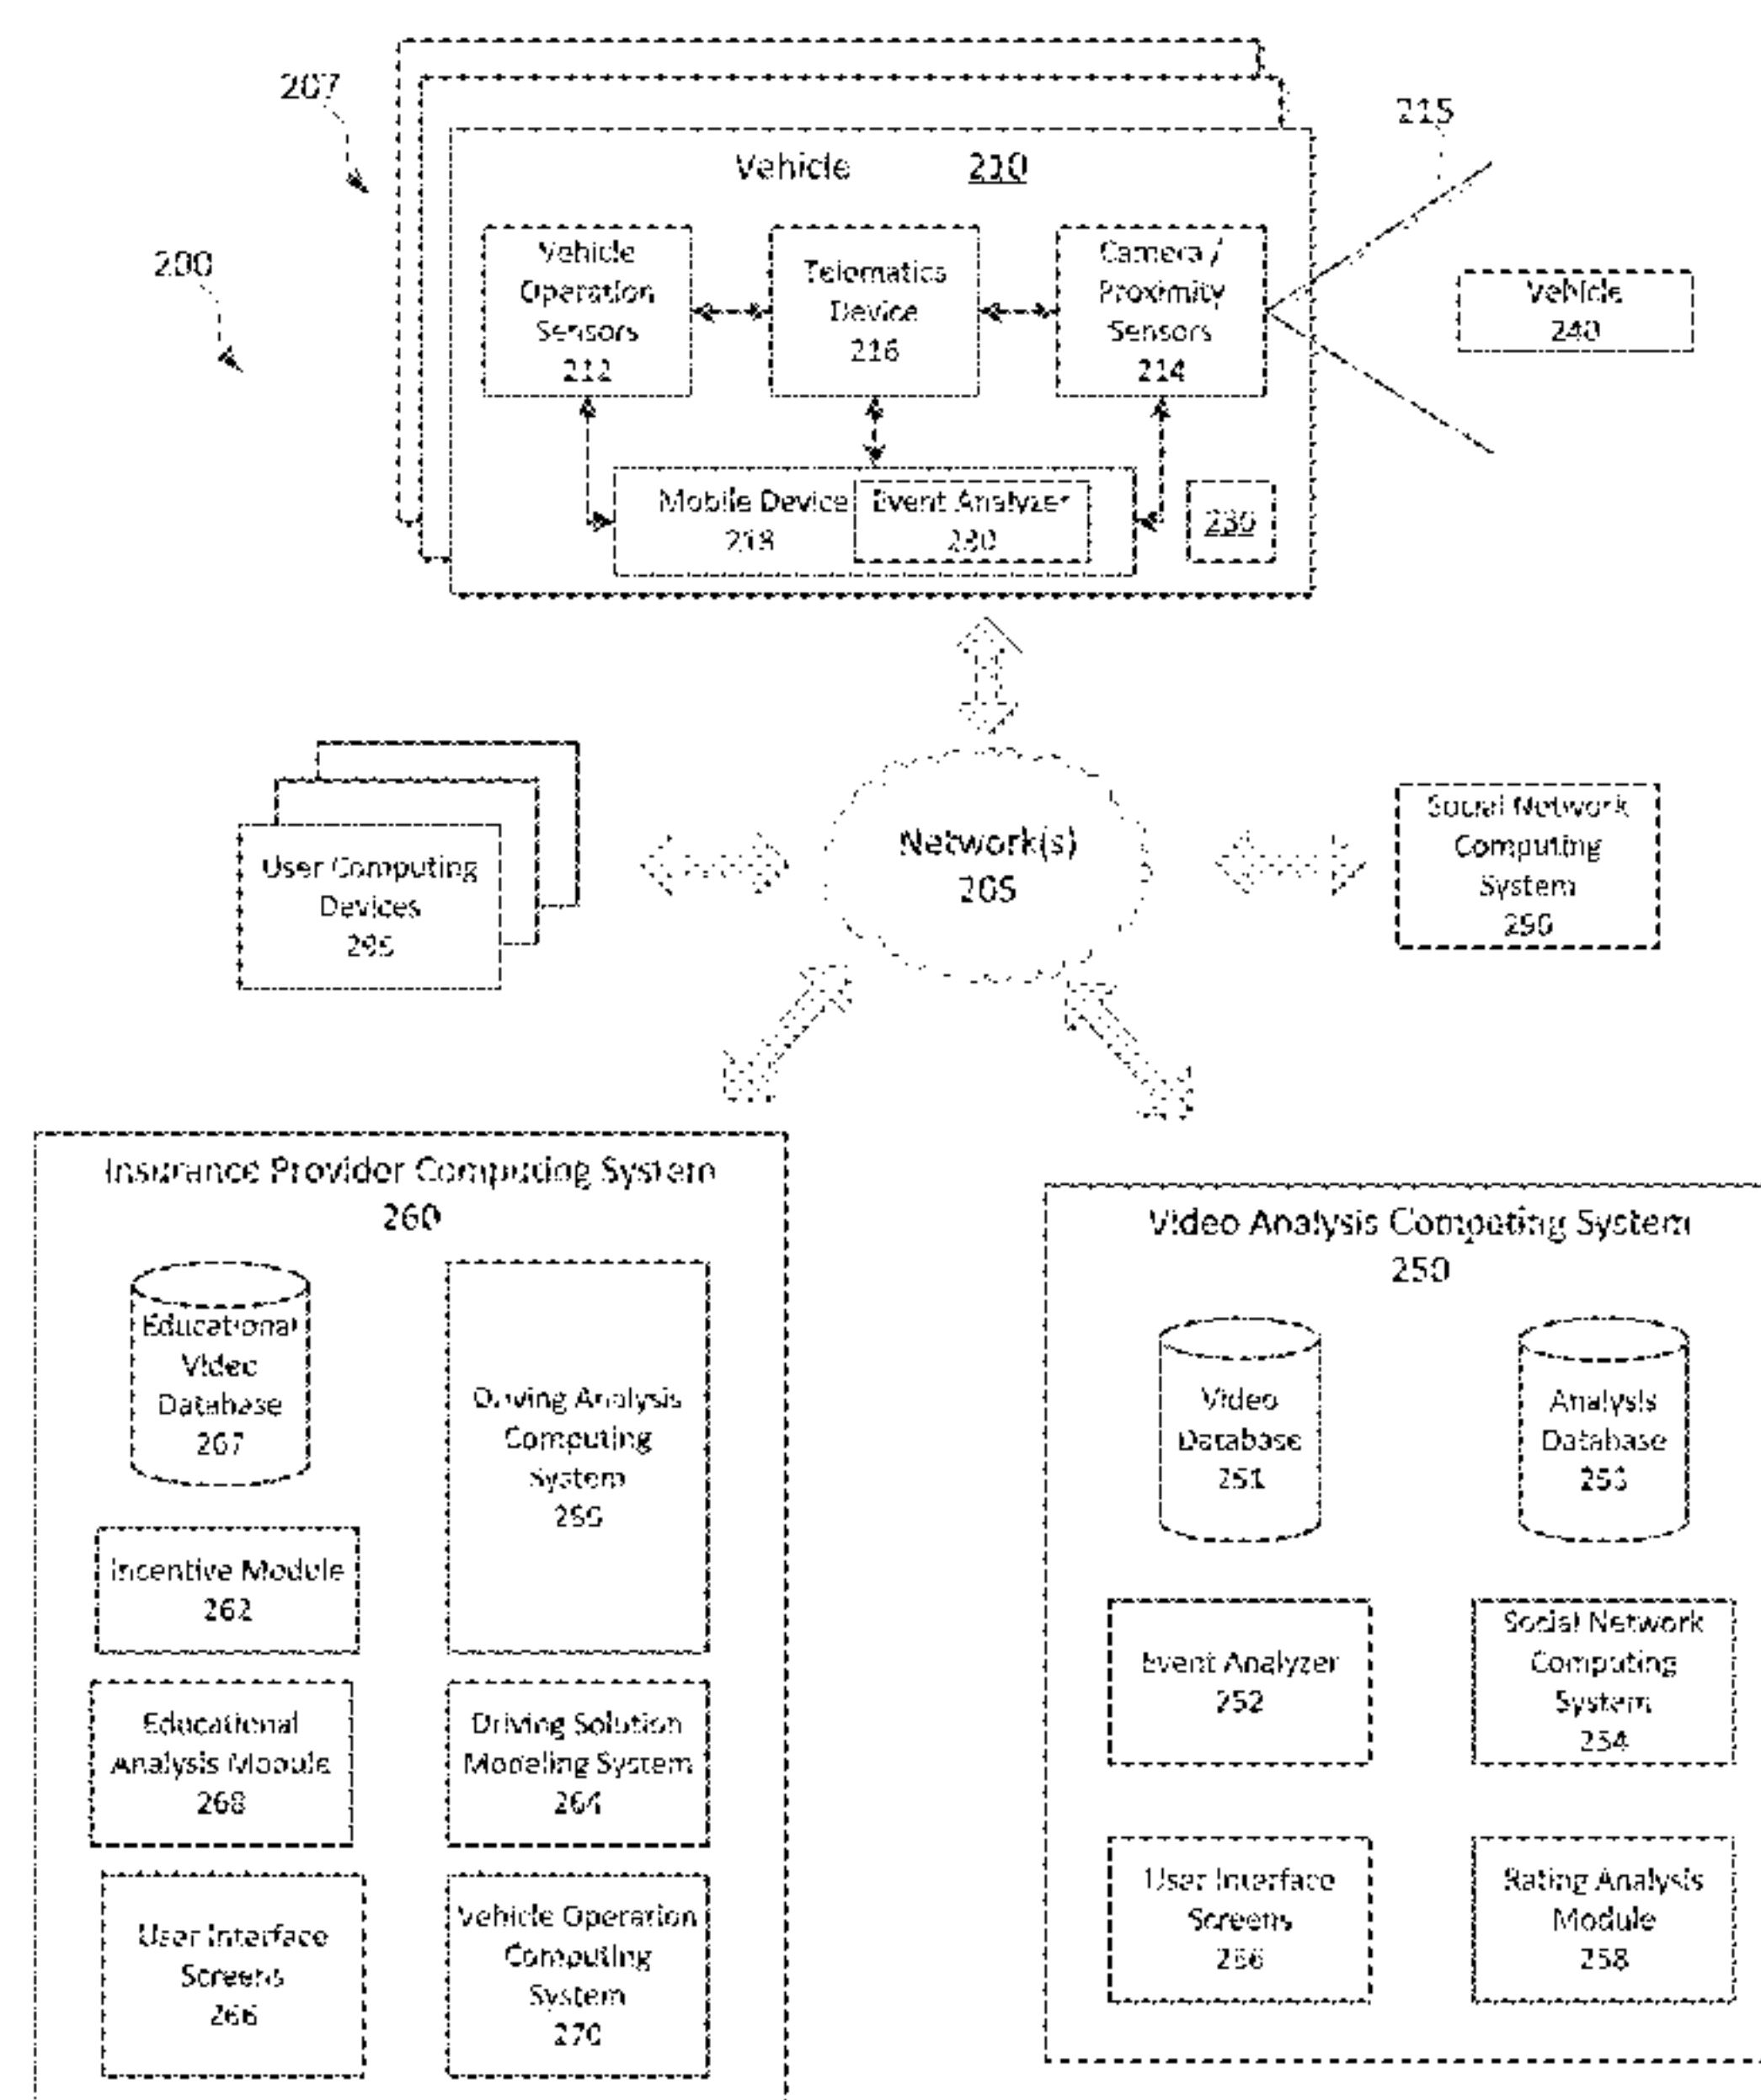 207
215
Vehicle 210
200
Vehicle
Operation
Sensors
212
Telematics
Device
216
Camera /
Proximity
Sensors
214
Vehicle
240
Mobile Device
218
Event Analyzer
Network(s)
205
User Computing
Devices
Social Network
Computing
System
Insurance Provider Computing System
260
Educational
Video
Database
267
Driving Analysis
Computing
System
Incentive Module
262
Educational
Analysis Module
268
Driving Solution
Modeling System
264
User Interface
Screens
266
Vehicle Operation
Computing
System
270
Video Analysis Computing System
250
Video
Database
251
Analysis
Database
253
Event Analyzer
252
Social Network
Computing
System
254
User Interface
Screens
256
Rating Analysis
Module
258